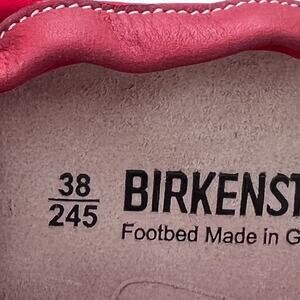 38
245
BIRKENST
Footbed Made in G